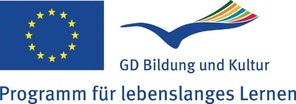 GD Bildung und Kultur
Programm für lebenslanges Lernen